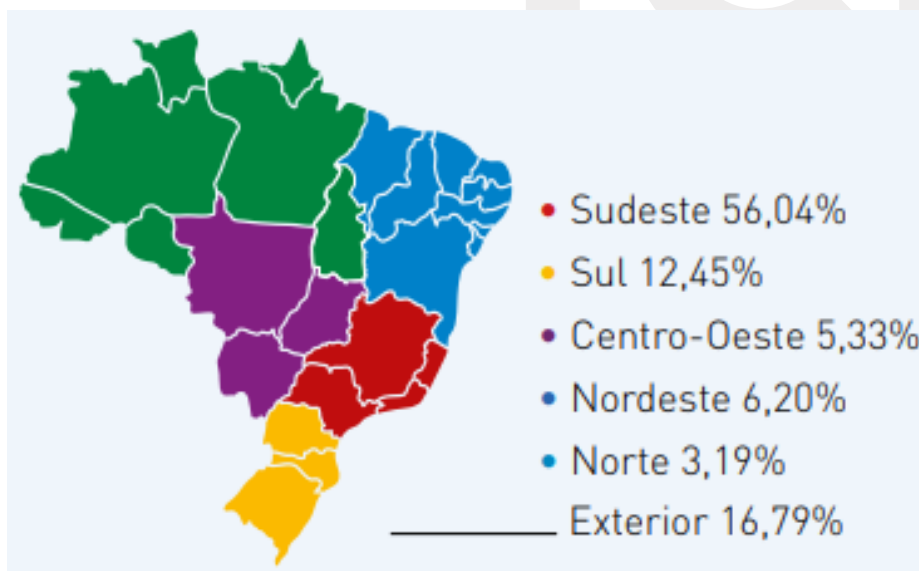 Sudeste 56,04%
Sul 12,45%
Centro-Oeste 5,33%
Nordeste 6,20%
Norte 3,19%
Exterior 16,79%